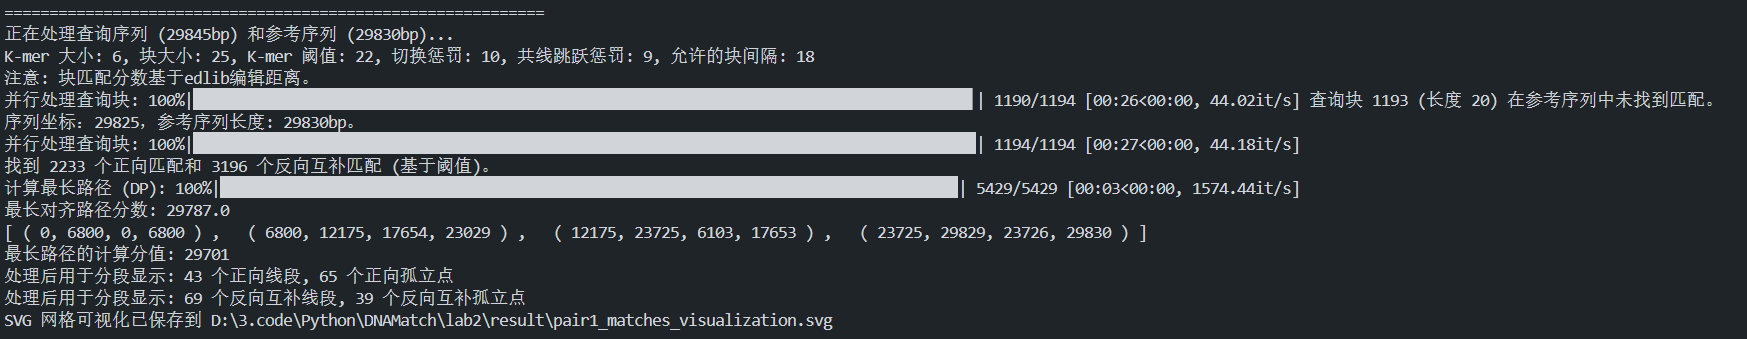 ============================================================
正在处理查询序列 (29845bp) 和参考序列 (29830bp)...
K-mer 大小: 6, 块大小: 25, K-mer 阈值: 22, 切换惩罚: 10, 共线跳跃惩罚: 9, 允许的块间隔: 18
注意: 块匹配分数基于edlib编辑距离。
并行处理查询块: 100%| | 1190/1194 [00:26<00:00, 44.02it/s] 查询块 1193 (长度 20) 在参考序列中未找到匹配。
序列坐标: 29825, 参考序列长度: 29830bp。
并行处理查询块: 100%| | 1194/1194 [00:27<00:00, 44.18it/s]
找到 2233 个正向匹配和 3196 个反向互补匹配 (基于阈值)。
计算最长路径 (DP): 100%| | 5429/5429 [00:03<00:00, 1574.44it/s]
最长对齐路径分数: 29787.0
[ ( 0, 6800, 0, 6800 ) ,  ( 6800, 12175, 17654, 23029 ) ,  ( 12175, 23725, 6103, 17653 ) ,  ( 23725, 29829, 23726, 29830 ) ]
最长路径的计算分值: 29701
处理后用于分段显示: 43 个正向线段, 65 个正向孤立点
处理后用于分段显示: 69 个反向互补线段, 39 个反向互补孤立点
SVG 网格可视化已保存到 D:\3.code\Python\DNAMatch\lab2\result\pair1_matches_visualization.svg